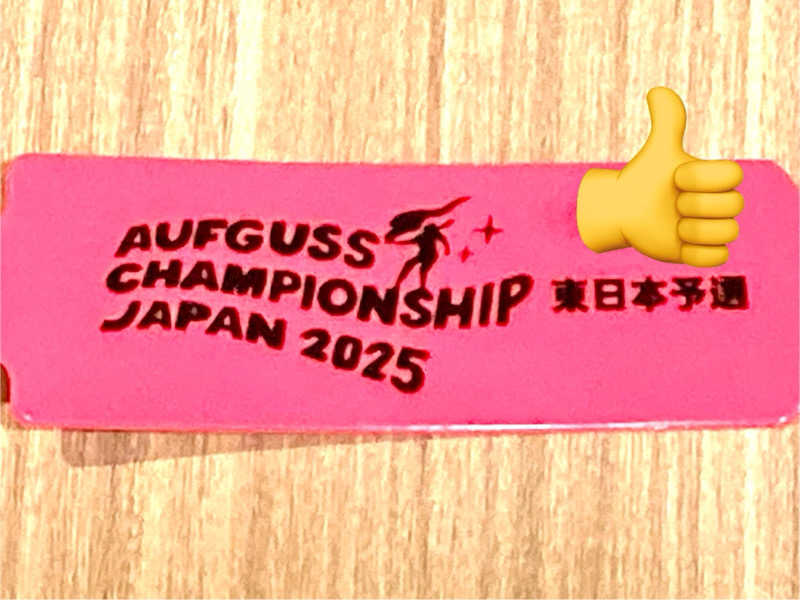 AUFGUSS
CHAMPIONSHIP 東日本予選
JAPAN 2025